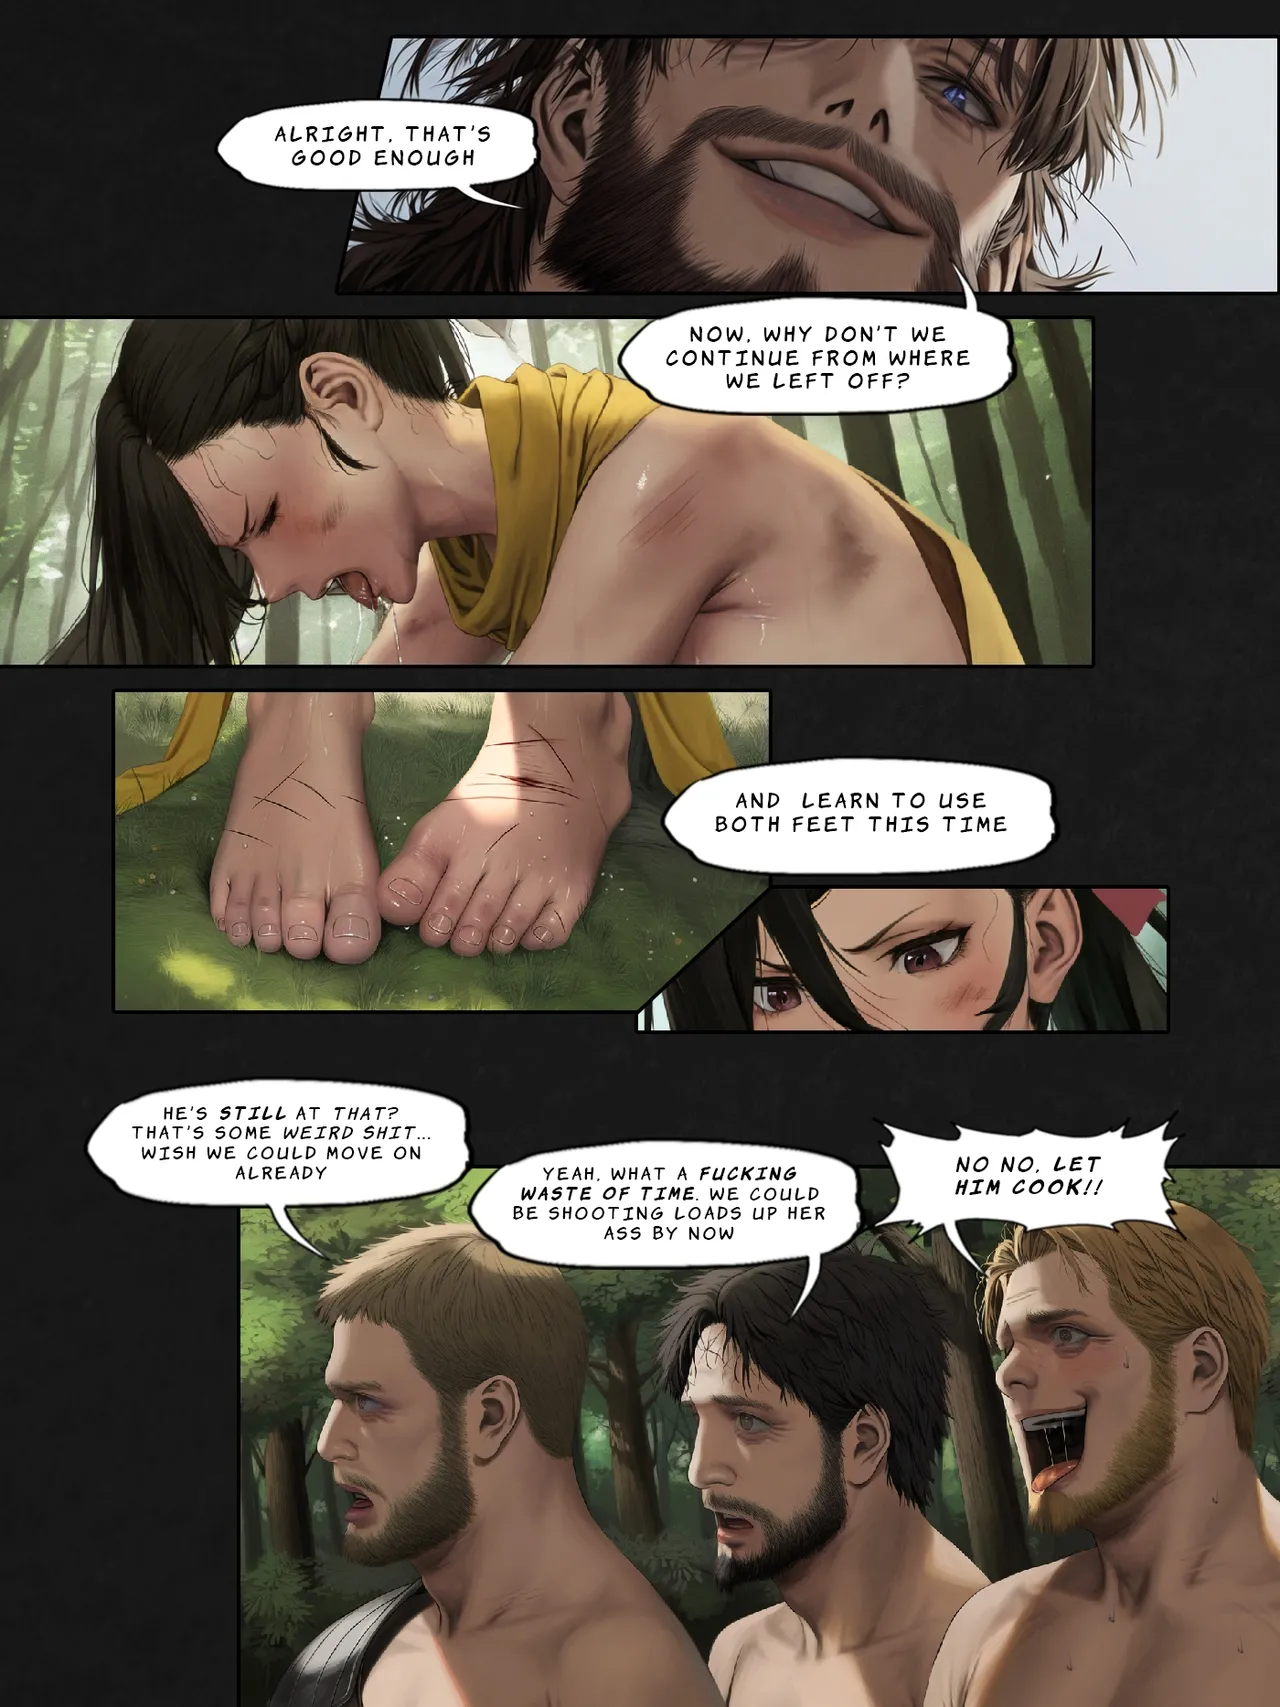 ALRIGHT, THAT'S
GOOD ENOUGH
NOW, WHY DON'T WE
CONTINUE FROM WHERE
WE LEFT OFF?
AND LEARN TO USE
BOTH FEET THIS TIME
HE'S STILL AT THAT?
THAT'S SOME WEIRD SHIT...
WISH WE COULD MOVE ON
ALREADY
YEAH, WHAT A FUCKING
WASTE OF TIME. WE COULD
BE SHOOTING LOADS UP HER
ASS BY NOW
NO NO, LET
HIM COOK!!